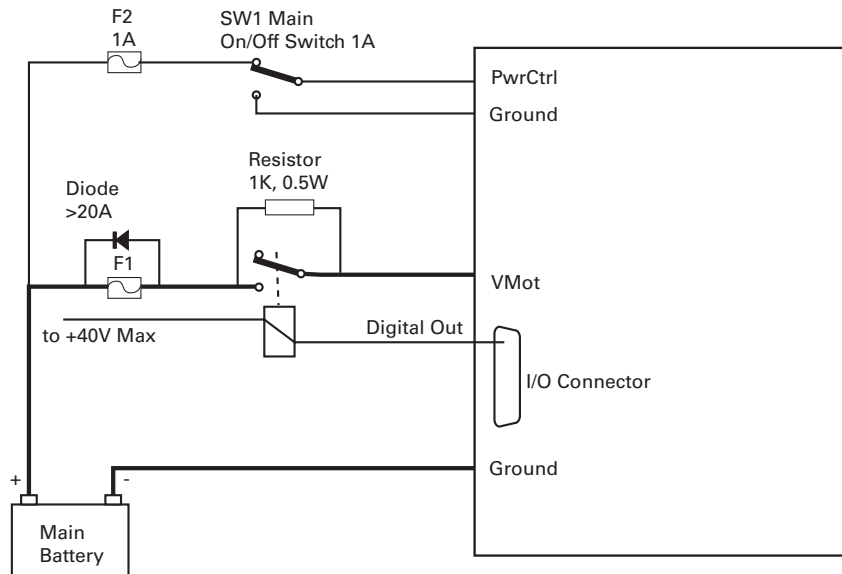 F2
1A
SW1 Main
On/Off Switch 1A
PwrCtrl
Ground
Resistor
1K, 0.5W
Diode
>20A
F1
VMot
to +40V Max
Digital Out
I/O Connector
Ground
+
-
Main
Battery